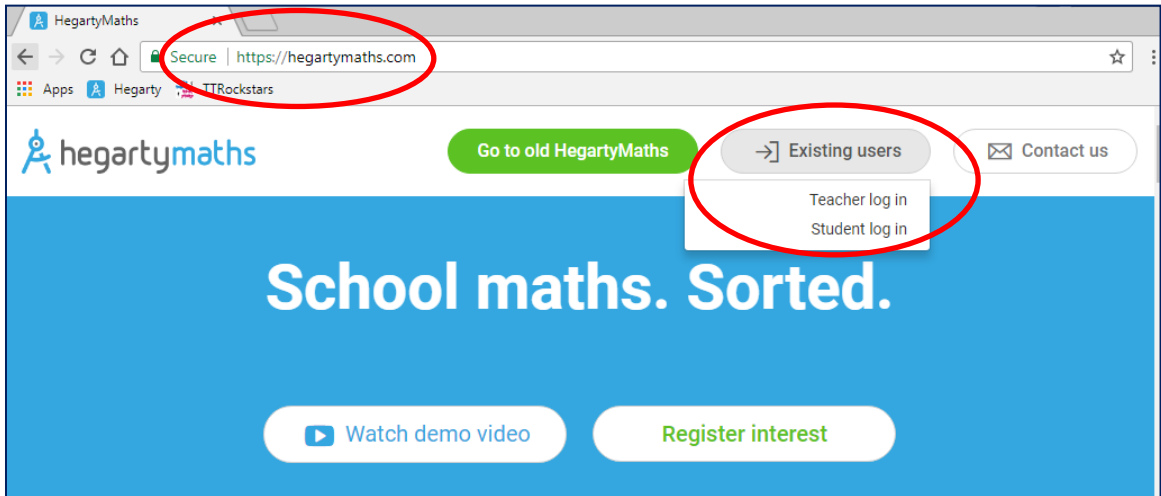 HegartyMaths
Secure | https://hegartymaths.com
Apps Hegarty TTRockstars
hegartymaths Go to old HegartyMaths Existing users Contact us
Teacher log in
Student log in
School maths. Sorted.
Watch demo video Register interest